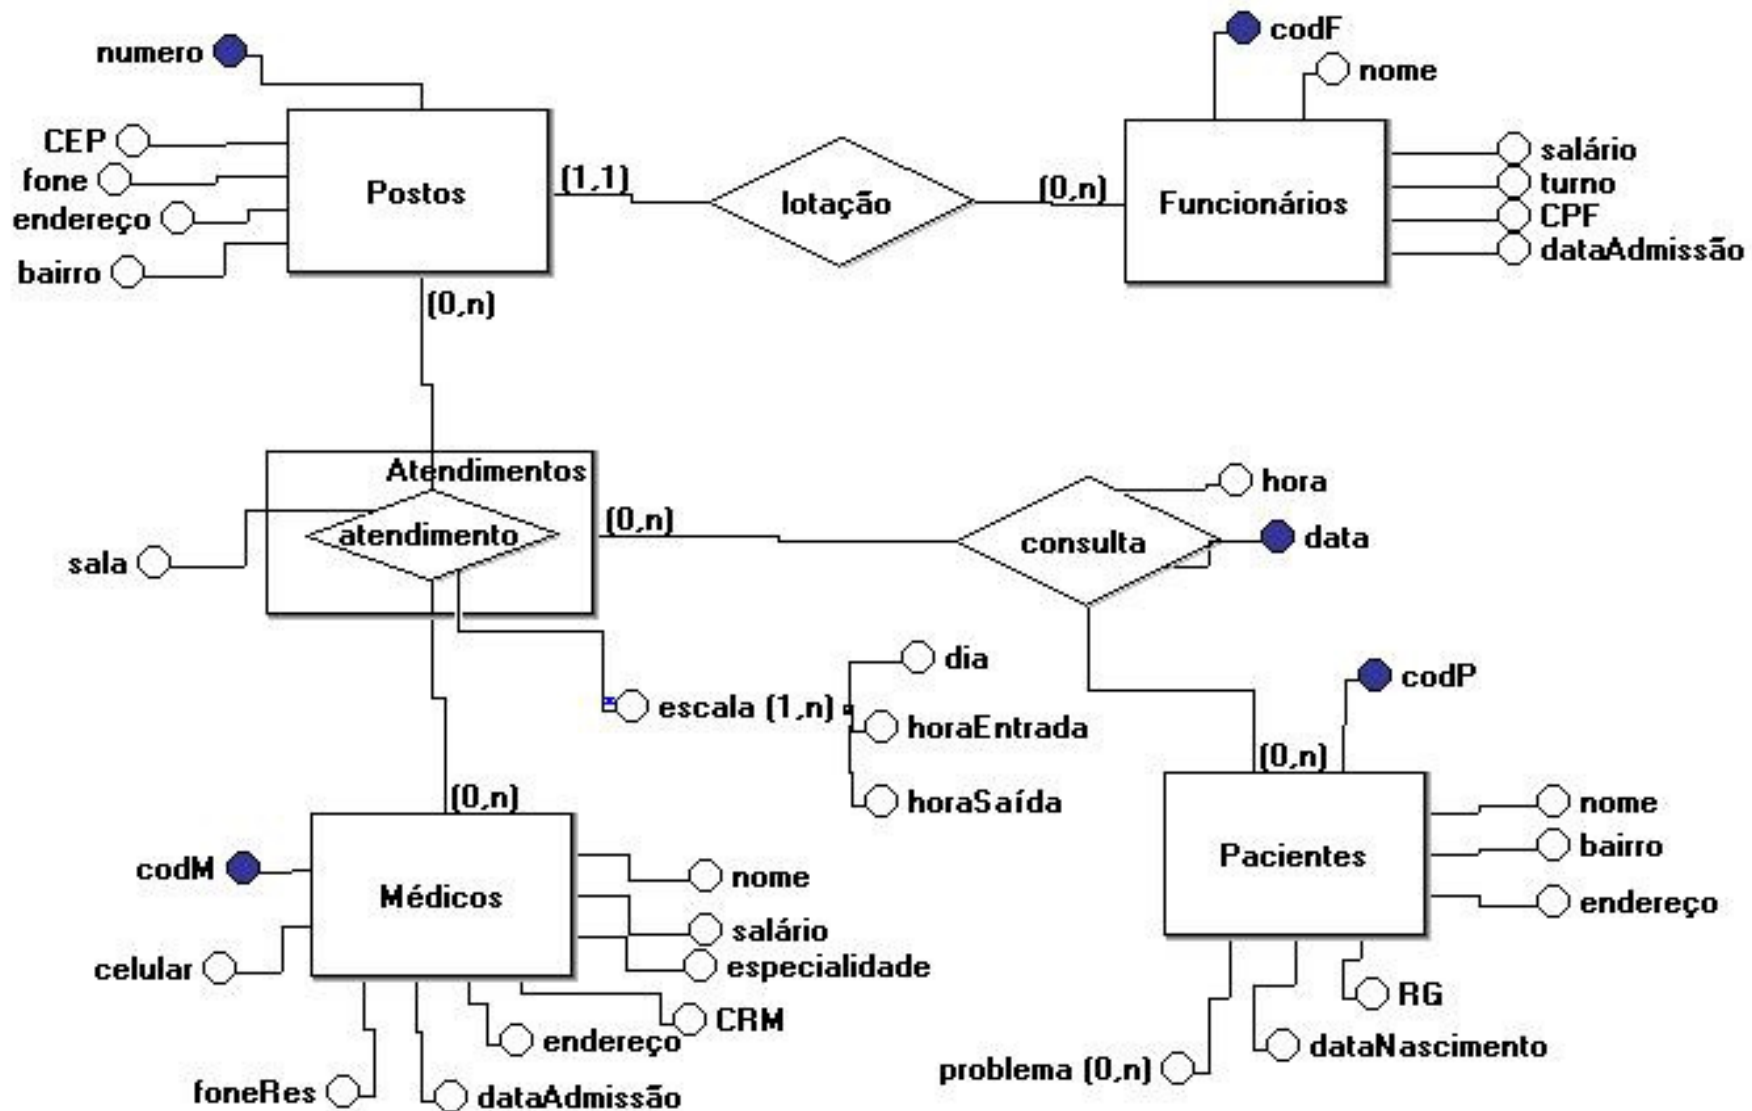 numero
CEP
fone
endereço
bairro
Postos
(1,1)
lotação
(0,n)
Funcionários
codF
nome
salário
turno
CPF
dataAdmissão
(0,n)
Atendimentos
atendimento
sala
(0,n)
consulta
hora
data
escala (1,n)
dia
horaEntrada
horaSaída
(0,n)
codM
celular
Médicos
nome
salário
especialidade
CRM
endereço
foneRes
dataAdmissão
(0,n)
codP
Pacientes
nome
bairro
endereço
RG
dataNascimento
problema (0,n)